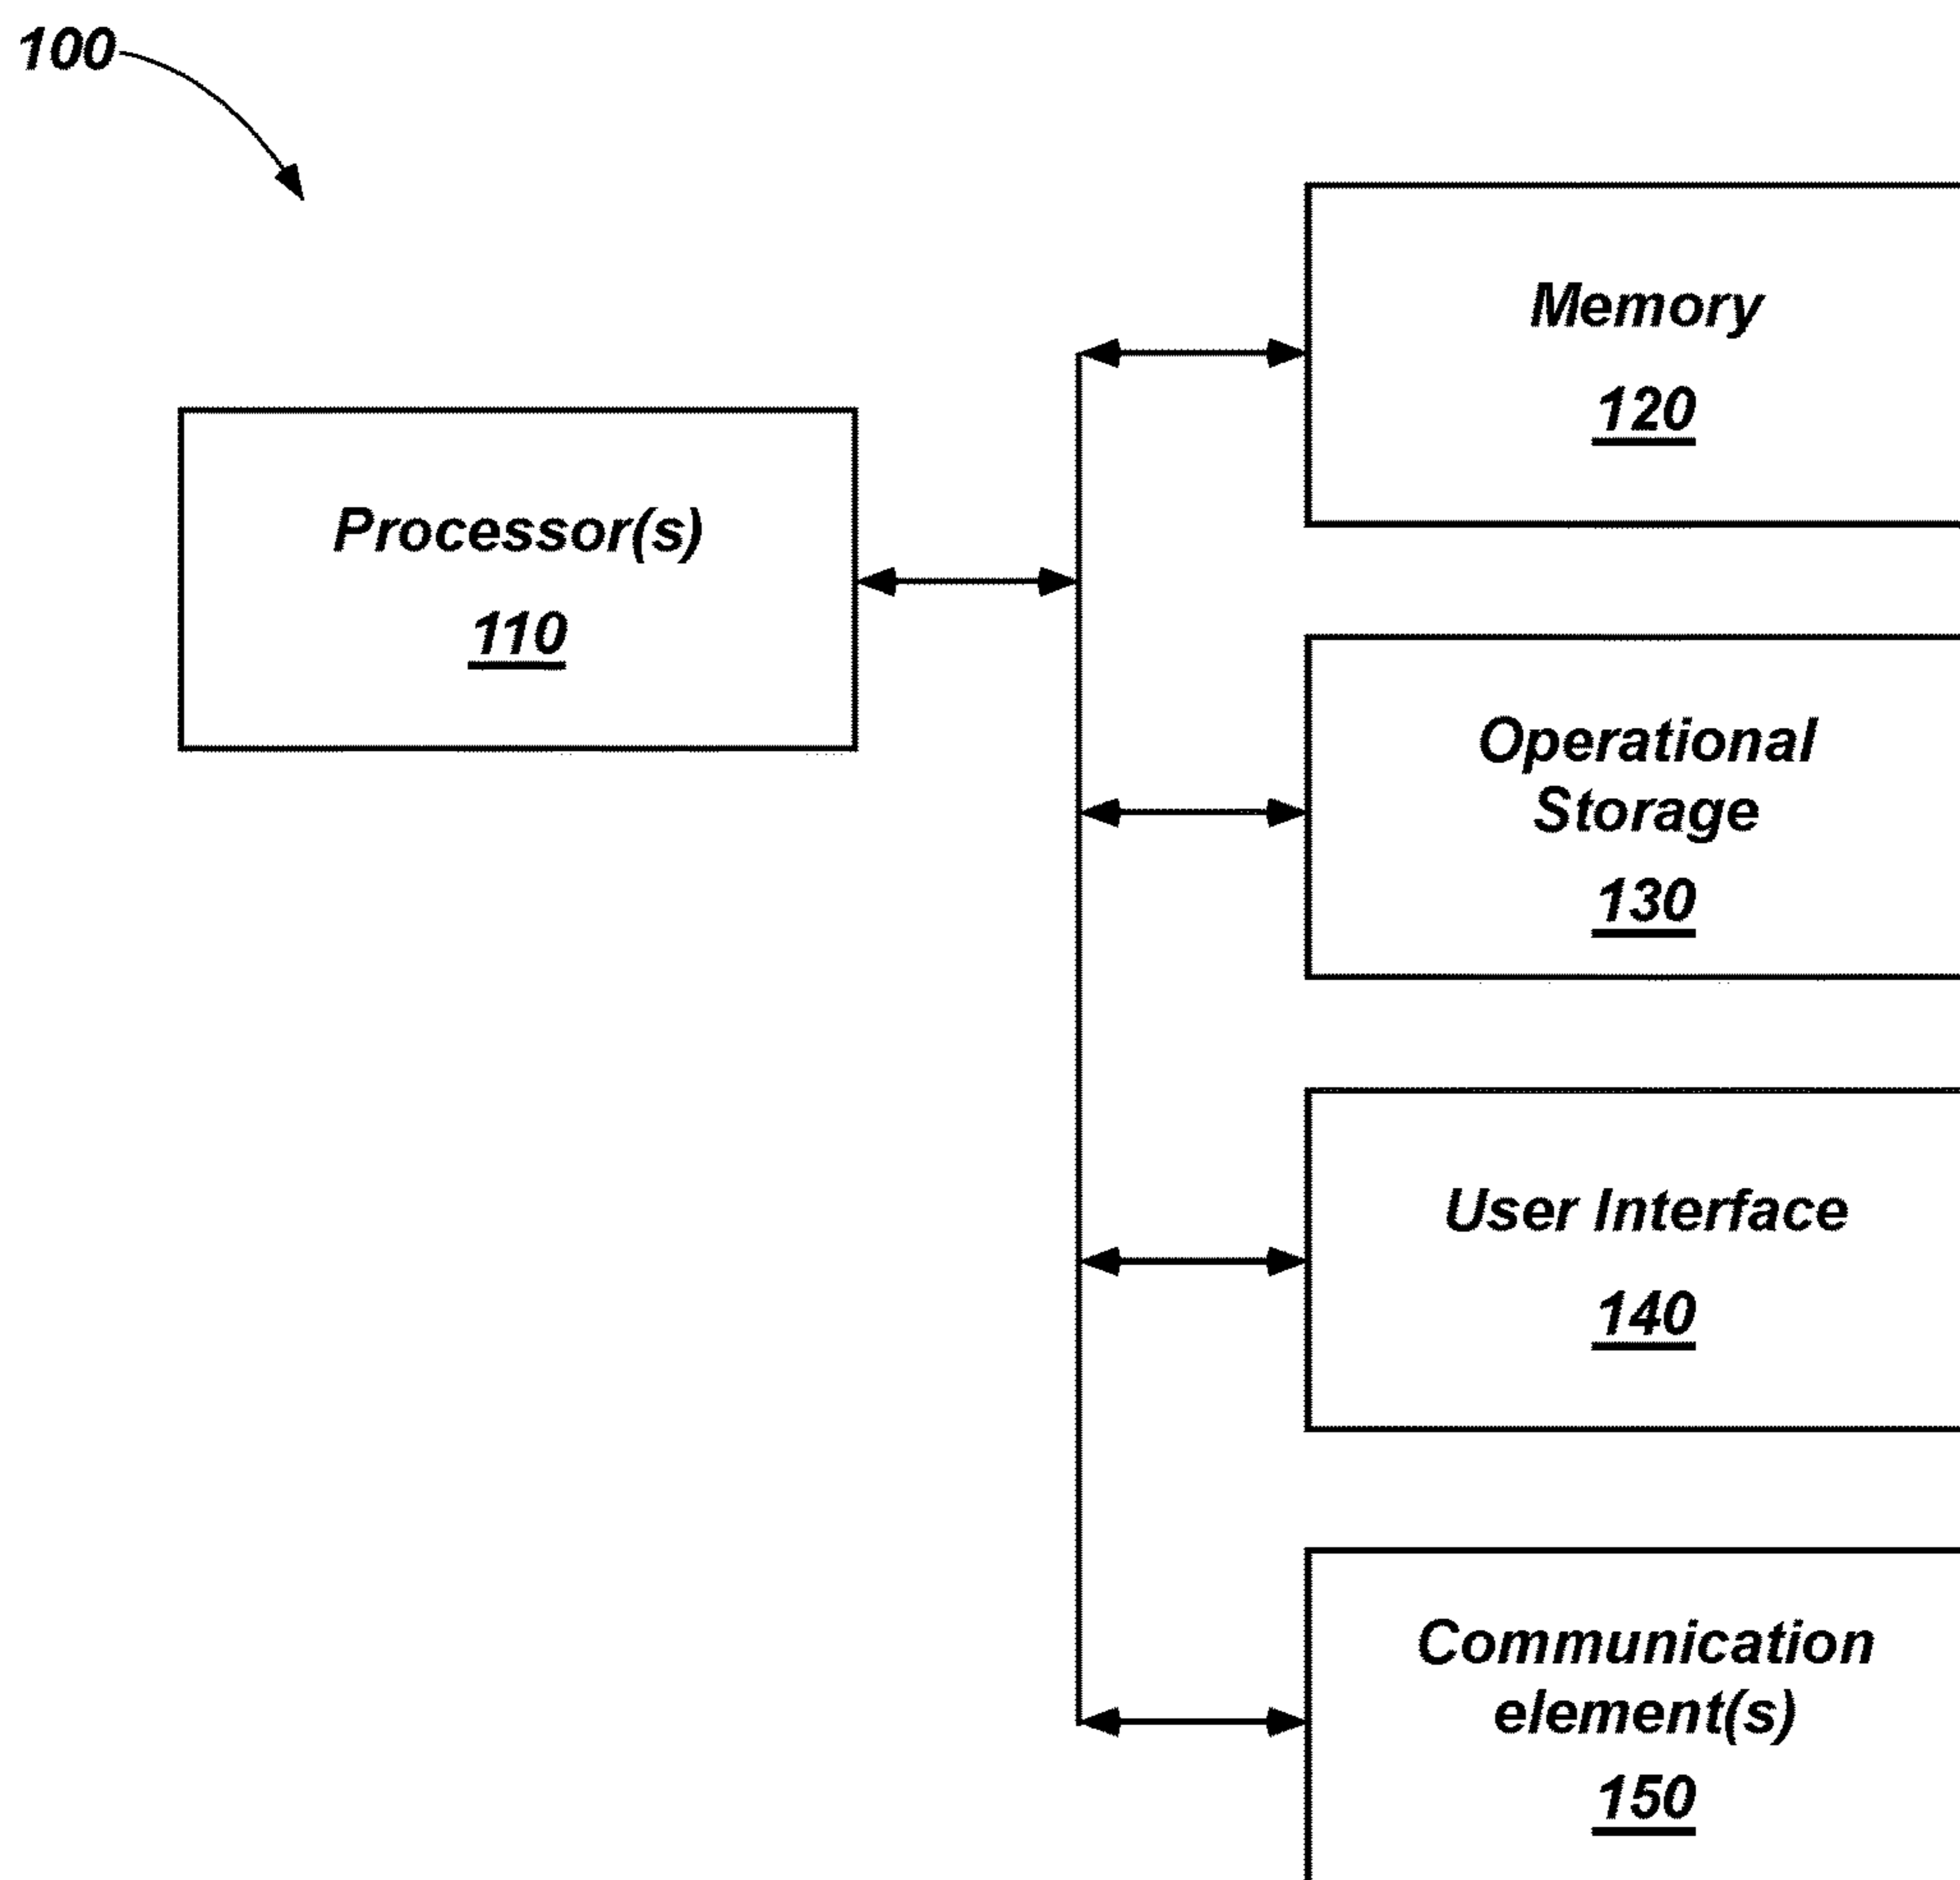 100
Memory
120
Processor(s)
110
Operational
Storage
130
User Interface
140
Communication
element(s)
150